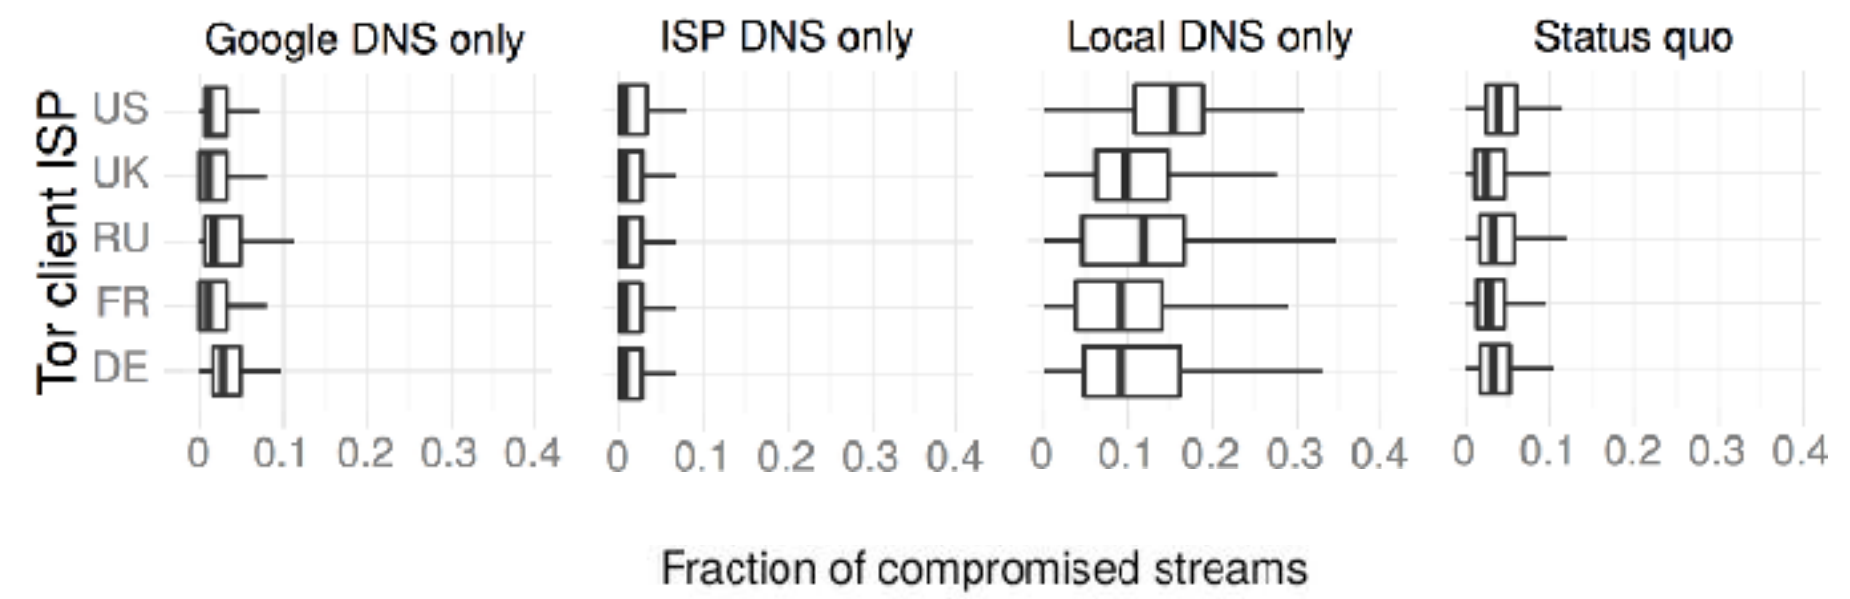 Google DNS only
ISP DNS only
Local DNS only
Status quo
Tor client ISP
US
UK
RU
FR
DE
0 0.1 0.2 0.3 0.4
0 0.1 0.2 0.3 0.4
0 0.1 0.2 0.3 0.4
0 0.1 0.2 0.3 0.4
Fraction of compromised streams